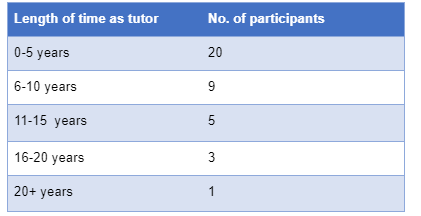 Length of time as tutor No. of participants
0-5 years 20
6-10 years 9
11-15  years 5
16-20 years 3
20+ years 1